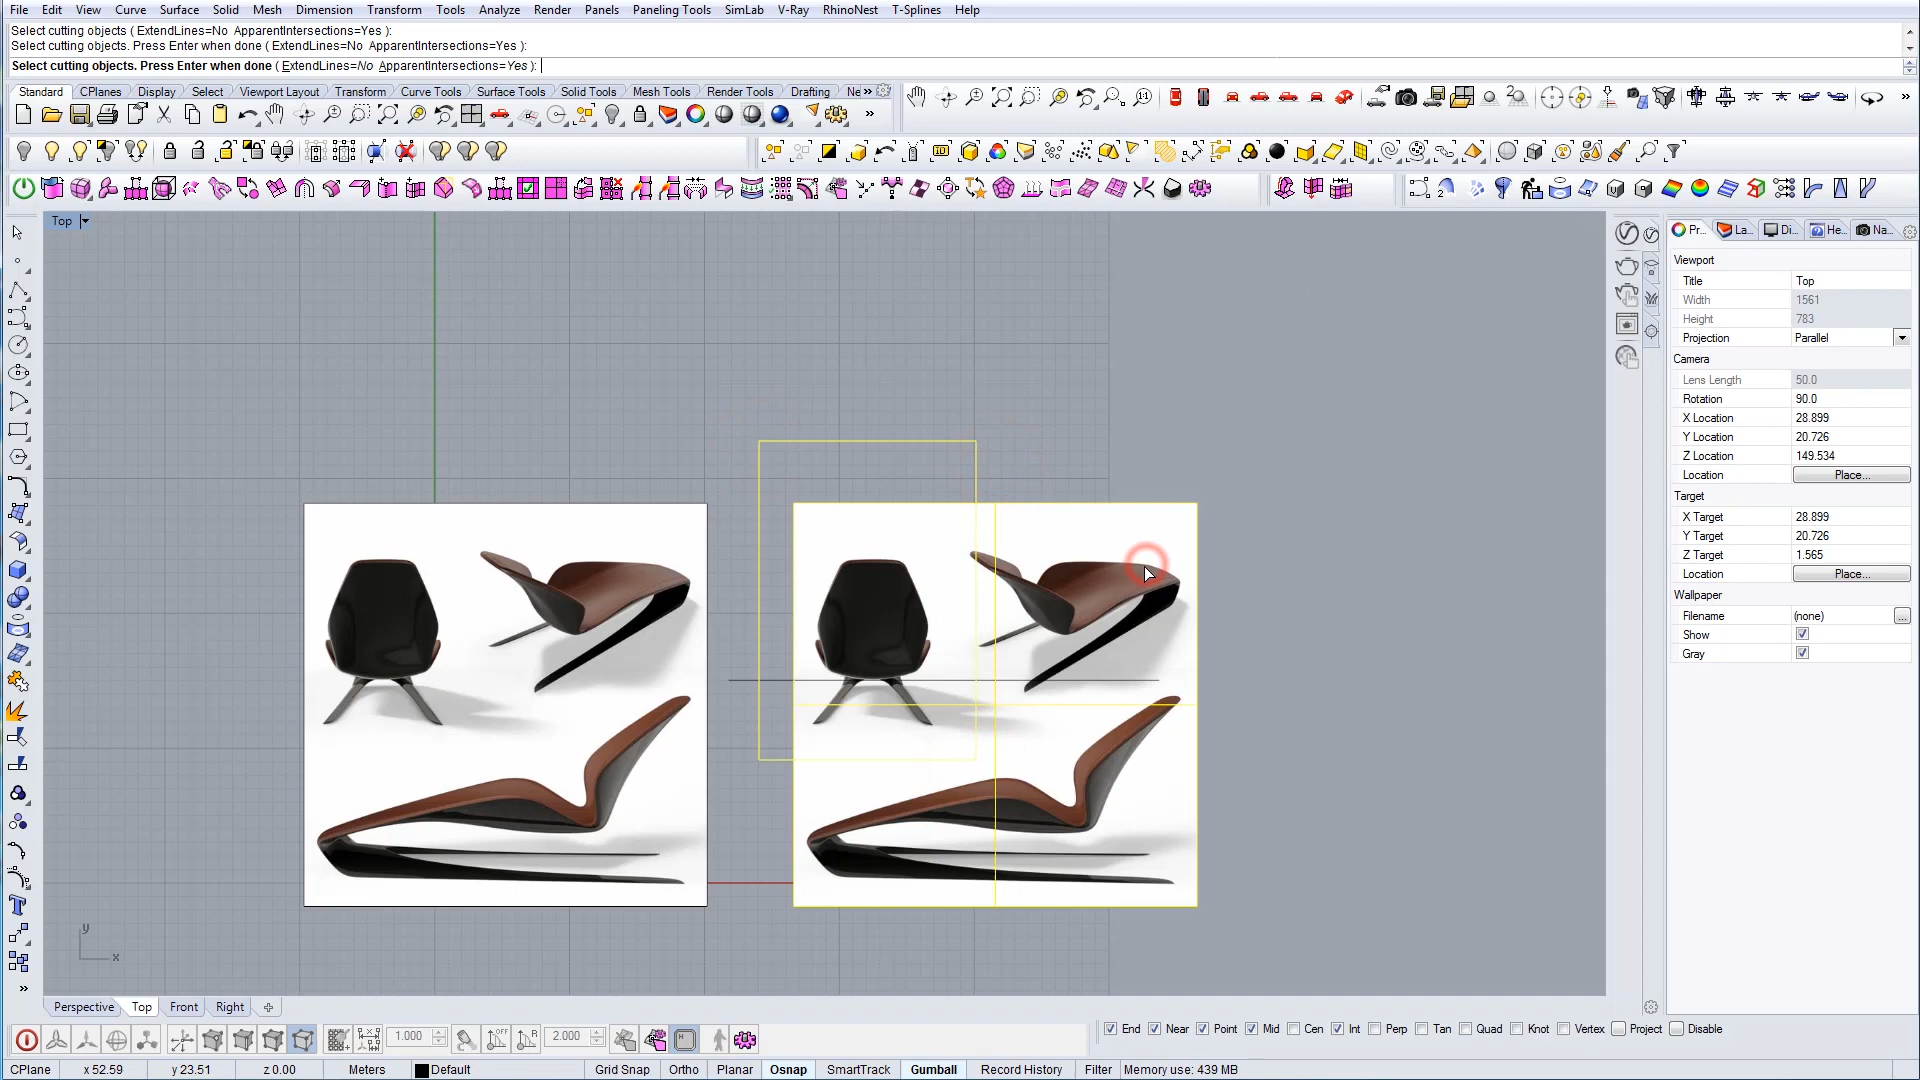 File Edit View Curve Surface Solid Mesh Dimension Transform Tools Analyze Render Panels Paneling Tools SimLab V-Ray RhinoNest T-Splines Help
Select cutting objects ( ExtendLines=No ApparentIntersections=Yes ):
Select cutting objects. Press Enter when done ( ExtendLines=No ApparentIntersections=Yes ):
Select cutting objects. Press Enter when done ( ExtendLines=No ApparentIntersections=Yes ):
Standard CPlanes Display Select Viewport Layout Transform Curve Tools Surface Tools Solid Tools Mesh Tools Render Tools Drafting Ne »
Top
Pr... La... Di... He... Na...
Viewport
Title Top
Width 1561
Height 783
Projection Parallel
Camera
Lens Length 50.0
Rotation 90.0
X Location 28.899
Y Location 20.726
Z Location 149.534
Location Place...
Target
X Target 28.899
Y Target 20.726
Z Target 1.565
Location Place...
Wallpaper
Filename (none) ...
Show
Gray
y
x
Perspective Top Front Right
1.000 2.000
End Near Point Mid Cen Int Perp Tan Quad Knot Vertex Project Disable
CPlane x 52.59 y 23.51 z 0.00 Meters Default Grid Snap Ortho Planar Osnap SmartTrack Gumball Record History Filter Memory use: 439 MB